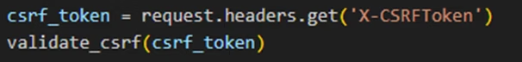 csrf_token = request.headers.get('X-CSRFToken')
validate_csrf(csrf_token)